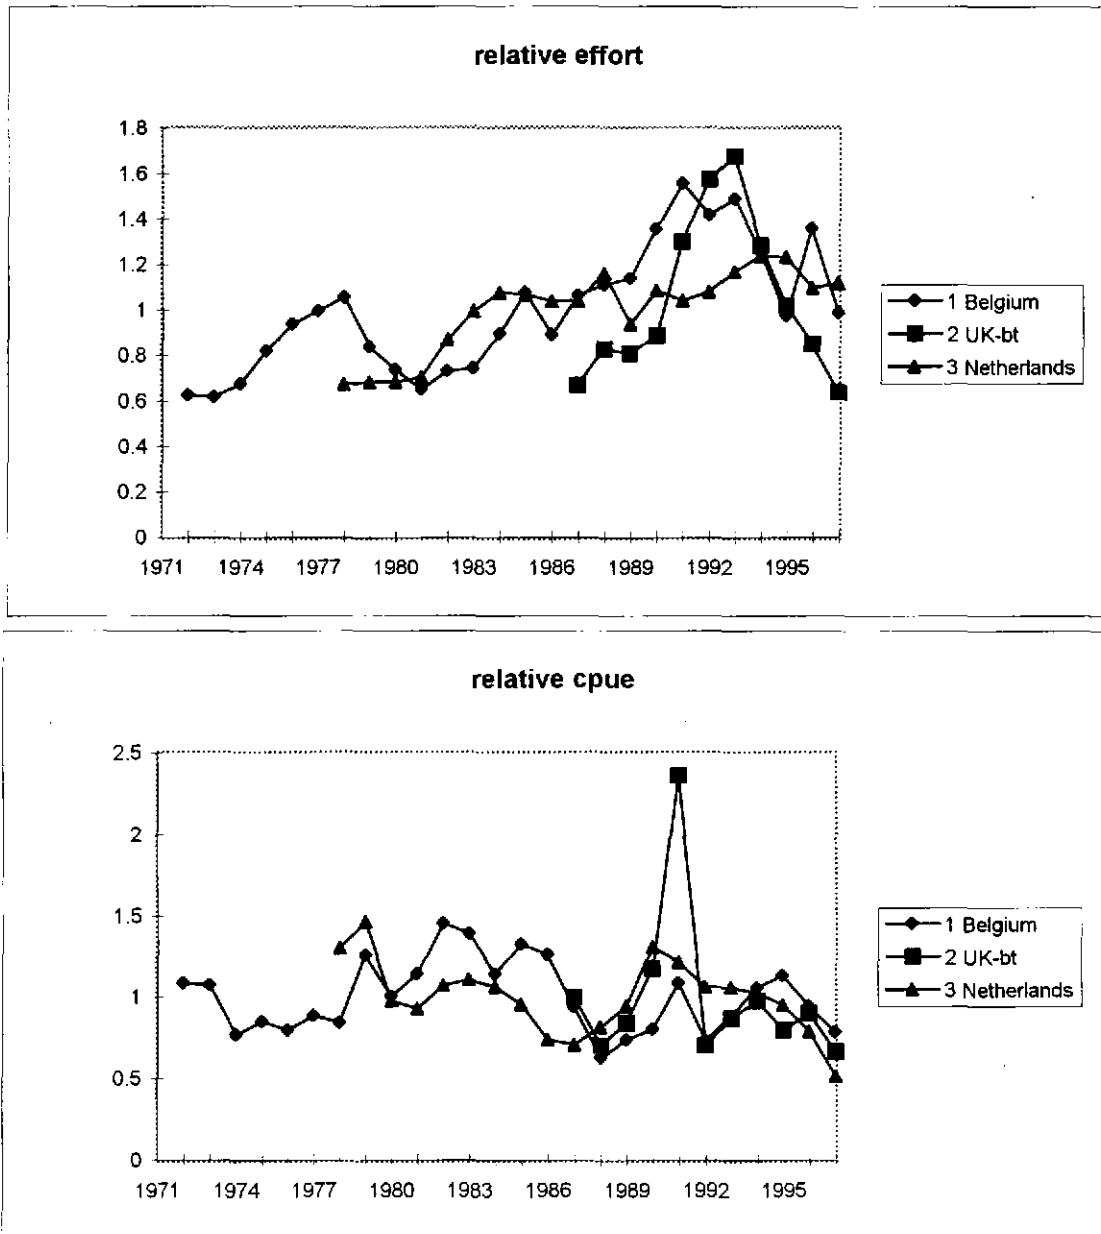 relative effort
1.8
1.6
1.4
1.2
1
0.8
0.6
0.4
0.2
0
1971 1974 1977 1980 1983 1986 1989 1992 1995
1 Belgium
2 UK-bt
3 Netherlands
relative cpue
2.5
2
1.5
1
0.5
0
1971 1974 1977 1980 1983 1986 1989 1992 1995
1 Belgium
2 UK-bt
3 Netherlands